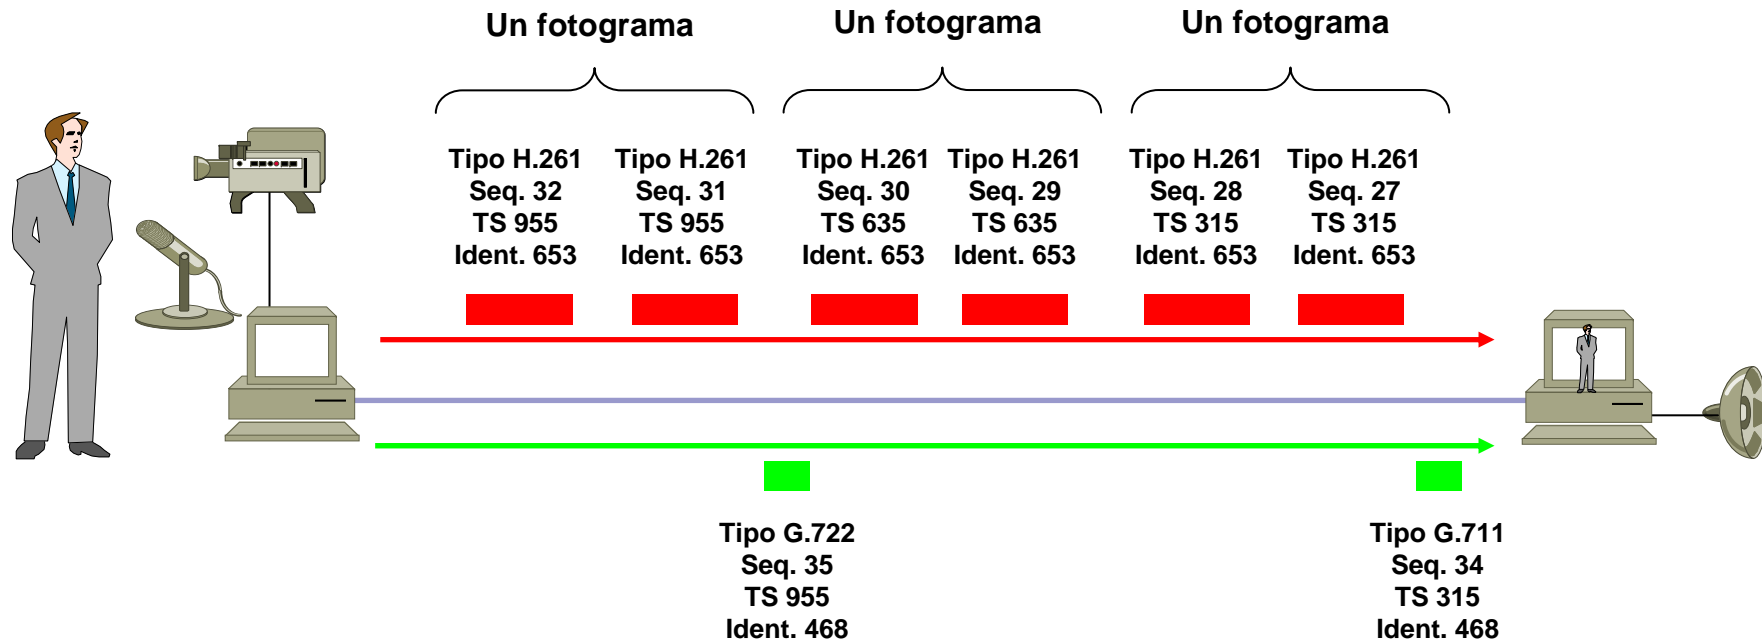 Un fotograma
Un fotograma
Un fotograma
Tipo H.261
Seq. 32
TS 955
Ident. 653
Tipo H.261
Seq. 31
TS 955
Ident. 653
Tipo H.261
Seq. 30
TS 635
Ident. 653
Tipo H.261
Seq. 29
TS 635
Ident. 653
Tipo H.261
Seq. 28
TS 315
Ident. 653
Tipo H.261
Seq. 27
TS 315
Ident. 653
Tipo G.722
Seq. 35
TS 955
Ident. 468
Tipo G.711
Seq. 34
TS 315
Ident. 468